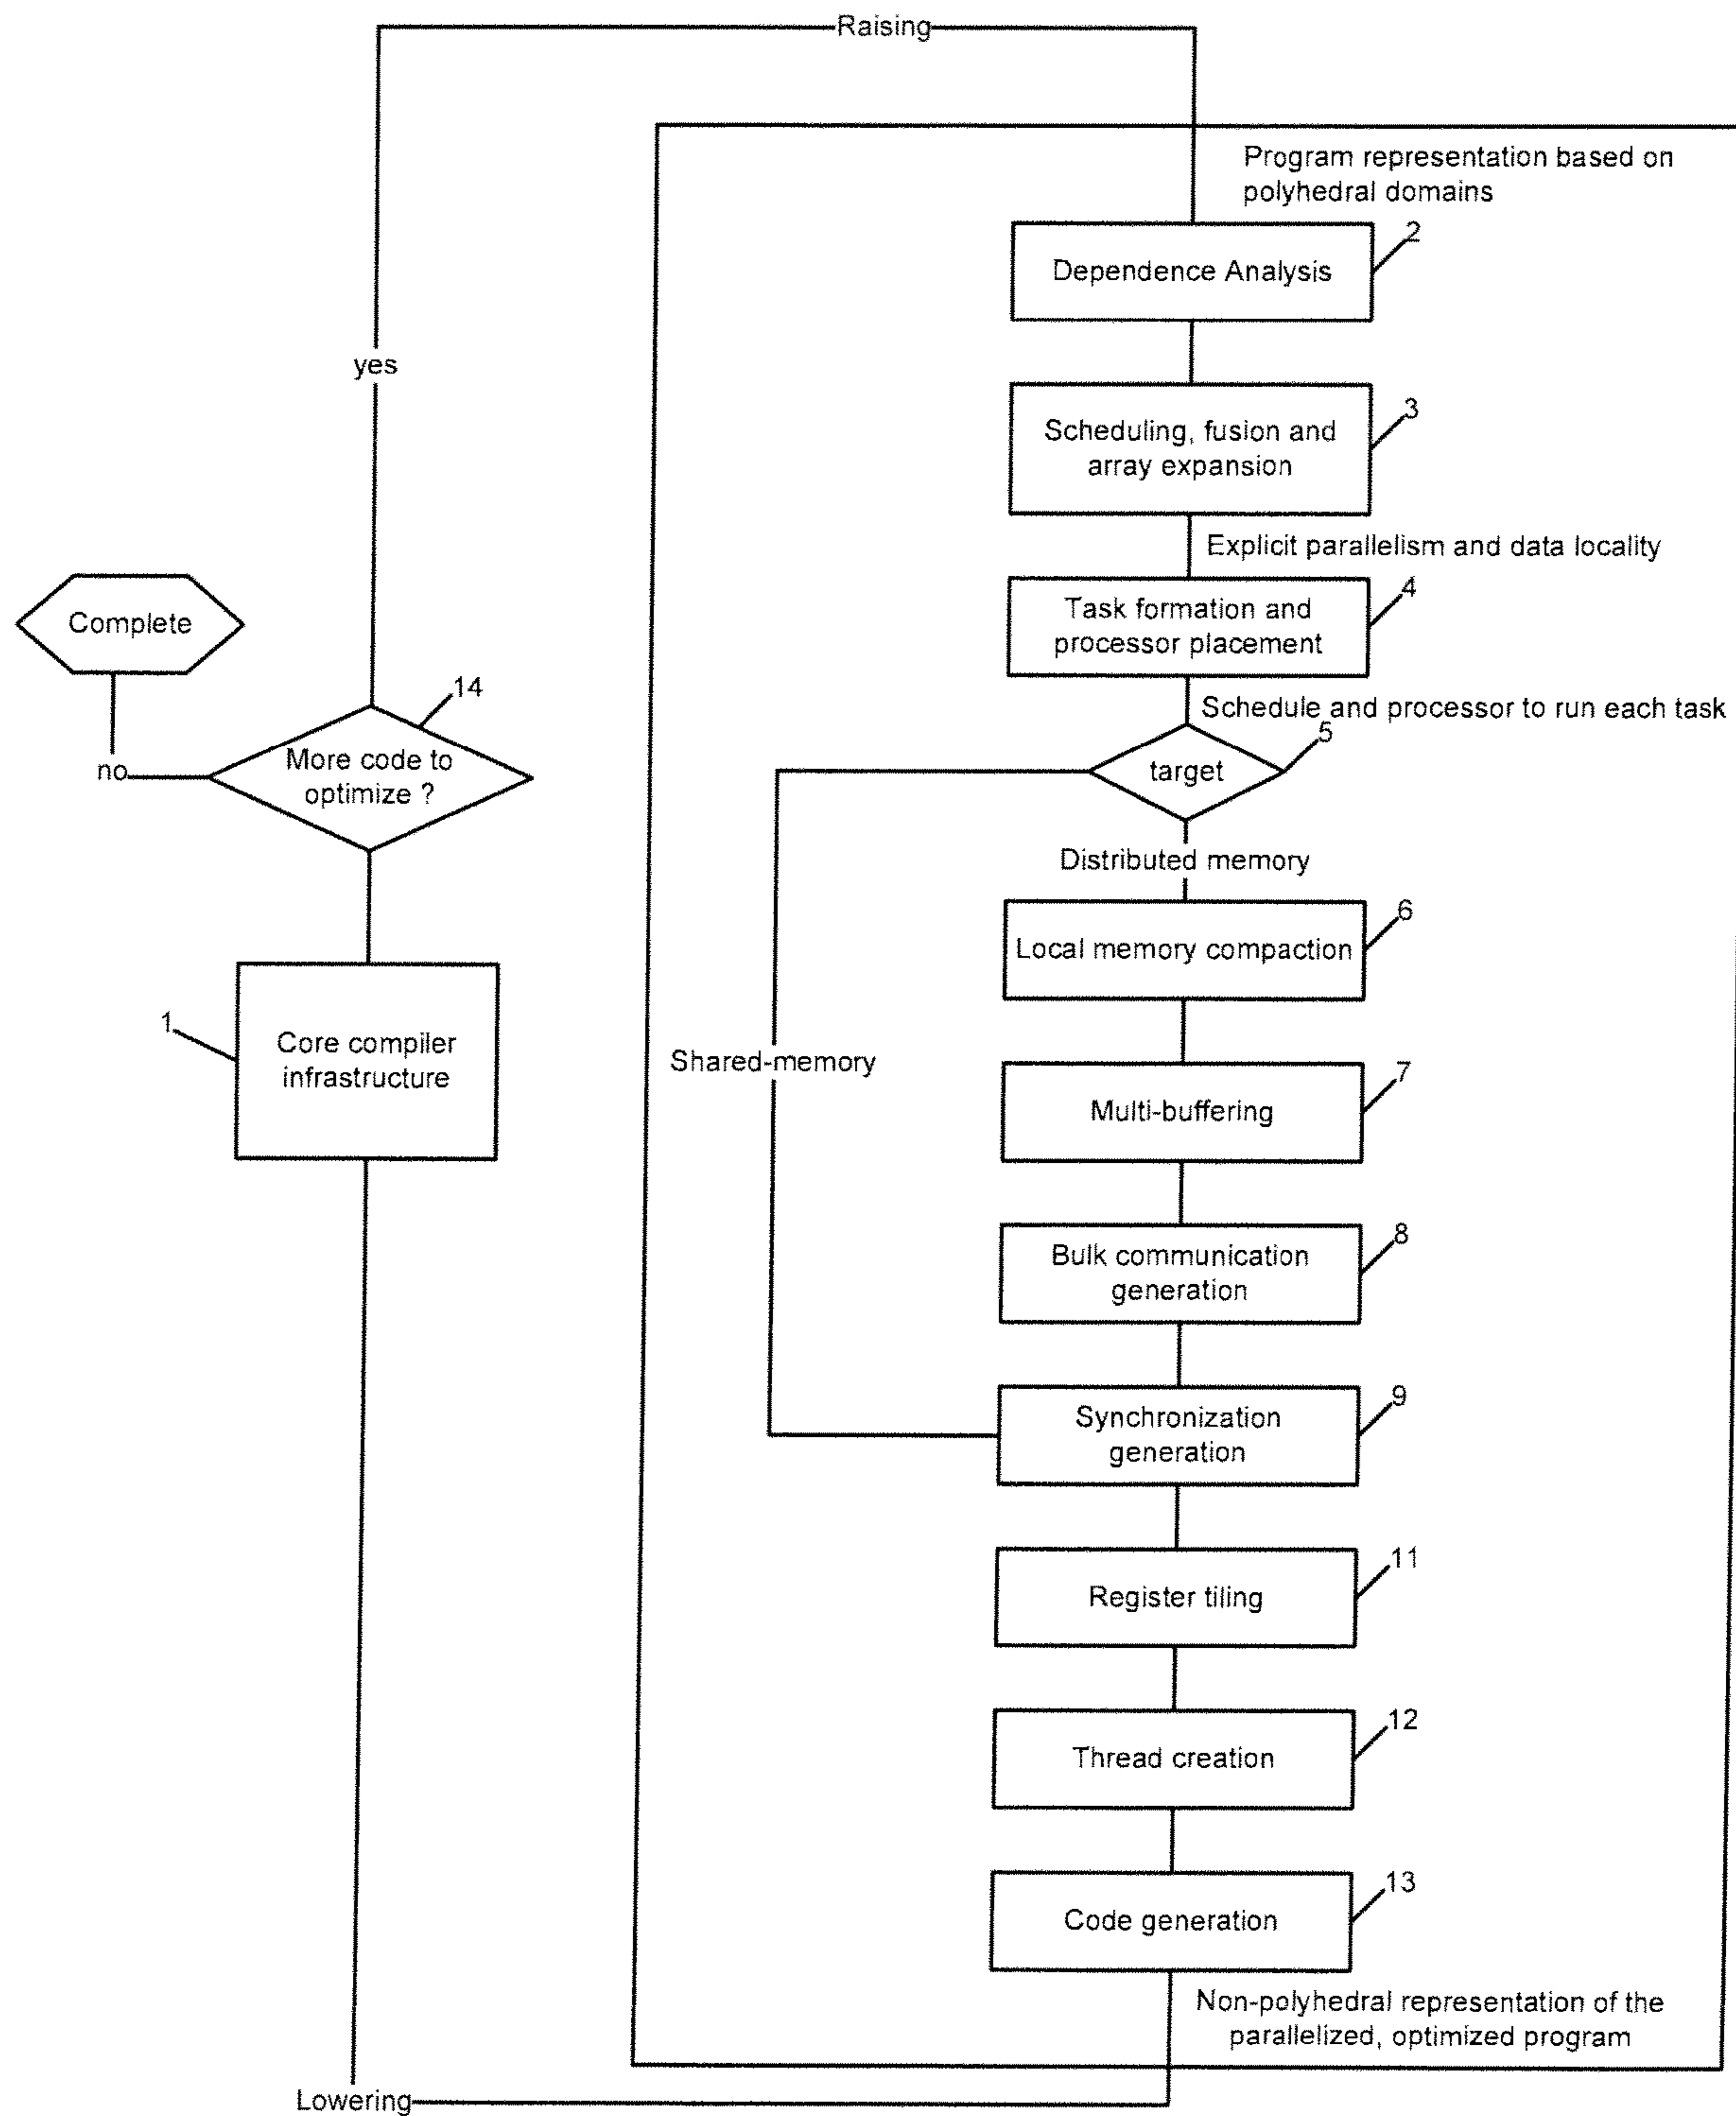 Raising
Program representation based on
polyhedral domains
2
Dependence Analysis
yes
3
Scheduling, fusion and
array expansion
Explicit parallelism and data locality
4
Task formation and
processor placement
Complete
14
Schedule and processor to run each task
5
More code to
optimize ?
no
target
Distributed memory
6
Local memory compaction
1
Core compiler
infrastructure
Shared-memory
7
Multi-buffering
8
Bulk communication
generation
9
Synchronization
generation
11
Register tiling
12
Thread creation
13
Code generation
Non-polyhedral representation of the
parallelized, optimized program
Lowering